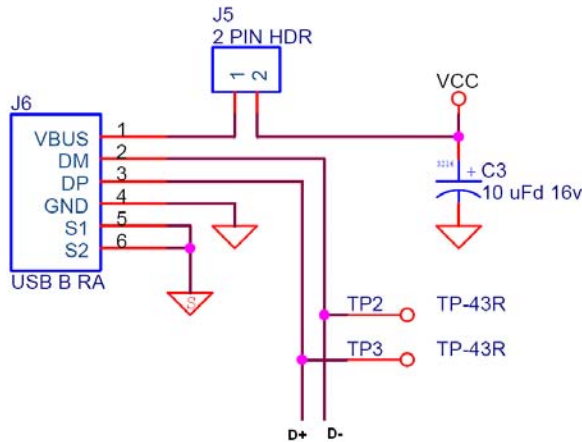 J5
2 PIN HDR
1 2
VCC
J6
VBUS 1
DM 2
DP 3
GND 4
S1 5
S2 6
USB B RA
3216
+ C3
10 uFd 16v
S
TP2 TP-43R
TP3 TP-43R
D+ D-